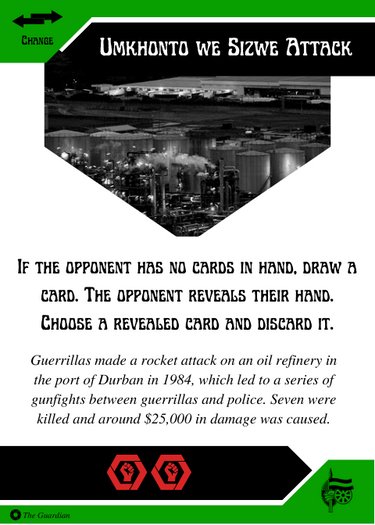 Change
Umkhonto we Sizwe Attack
If the opponent has no cards in hand, draw a
card. The opponent reveals their hand.
Choose a revealed card and discard it.
Guerrillas made a rocket attack on an oil refinery in
the port of Durban in 1984, which led to a series of
gunfights between guerrillas and police. Seven were
killed and around $25,000 in damage was caused.
The Guardian